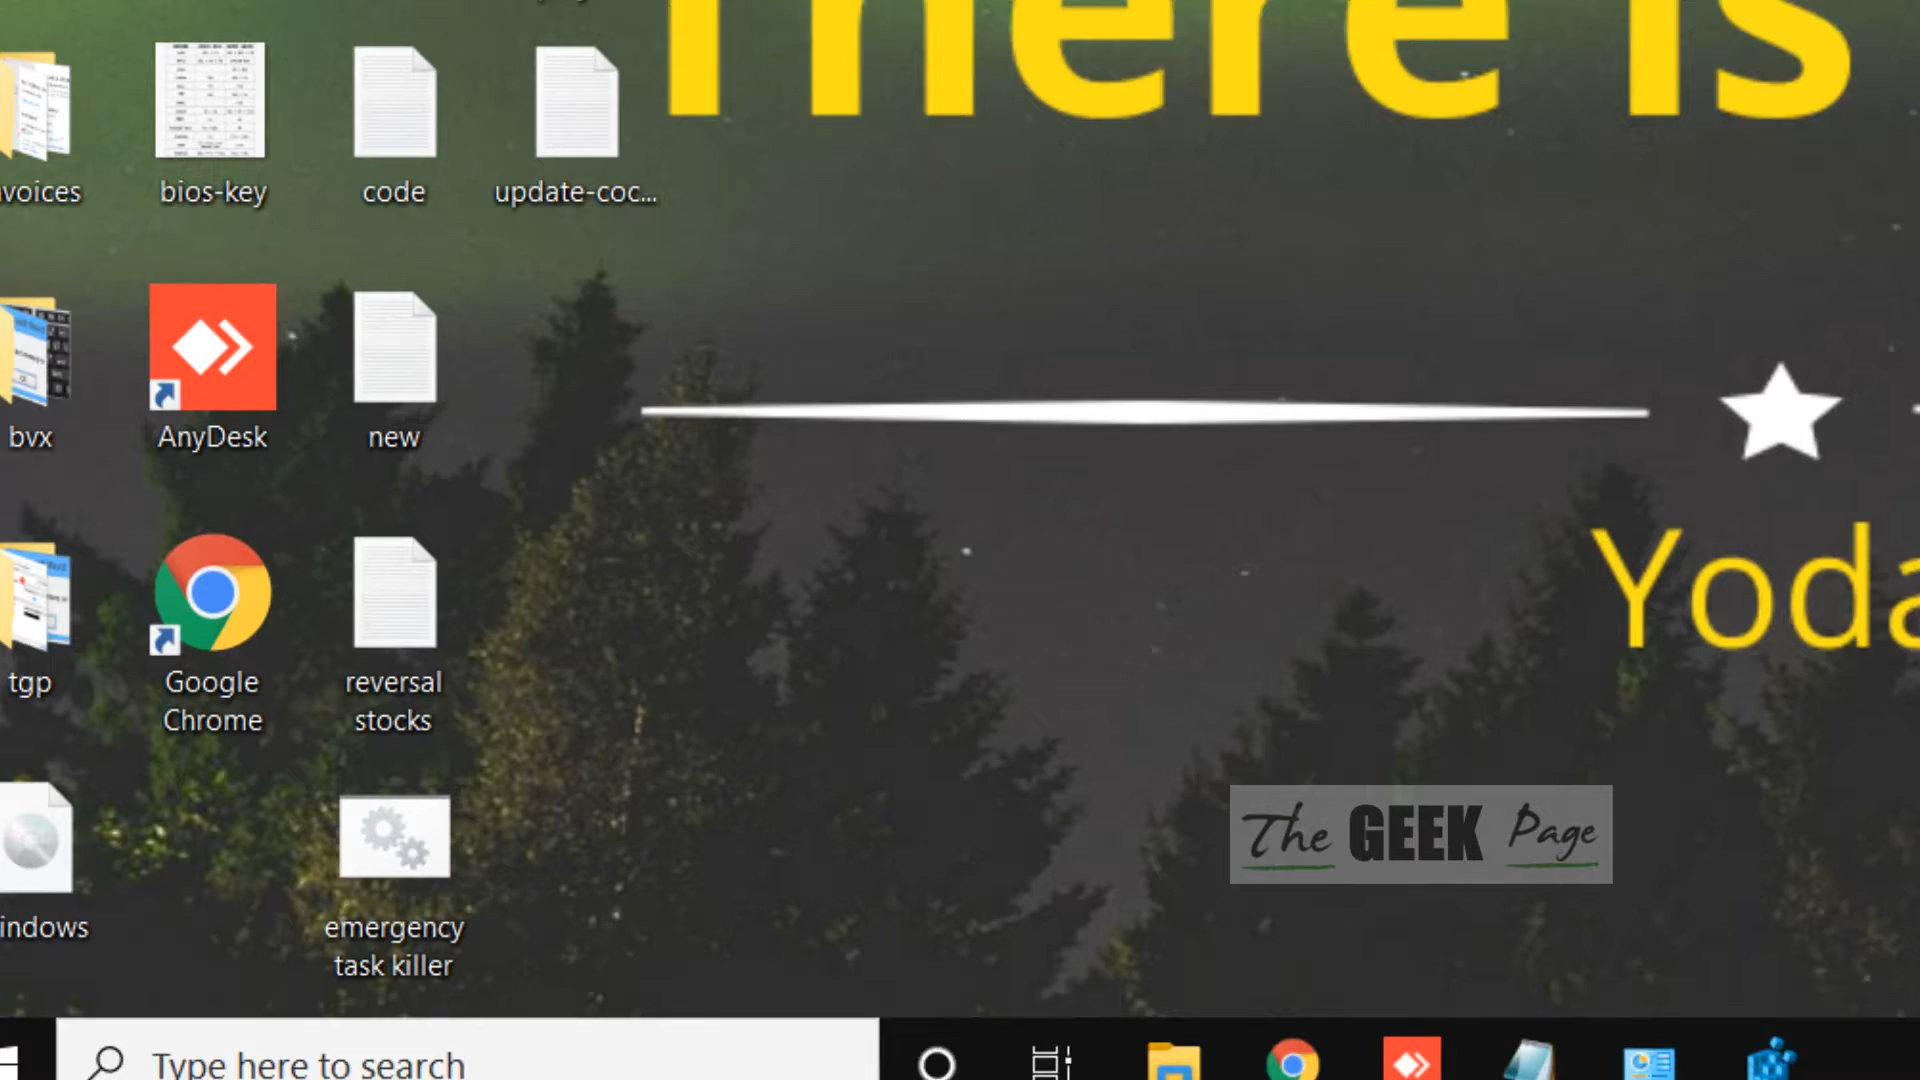 There is
voices
bios-key
code
update-coc...
bvx
AnyDesk
new
Yoda
tgp
Google
Chrome
reversal
stocks
The GEEK Page
indows
emergency
task killer
Type here to search